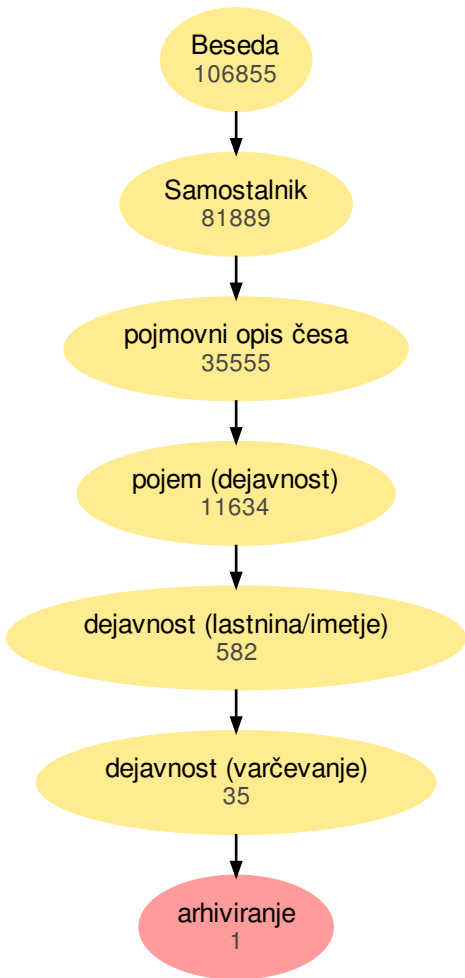 Beseda
106855
Samostalnik
81889
pojmovni opis česa
35555
pojem (dejavnost)
11634
dejavnost (lastnina/imetje)
582
dejavnost (varčevanje)
35
arhiviranje
1